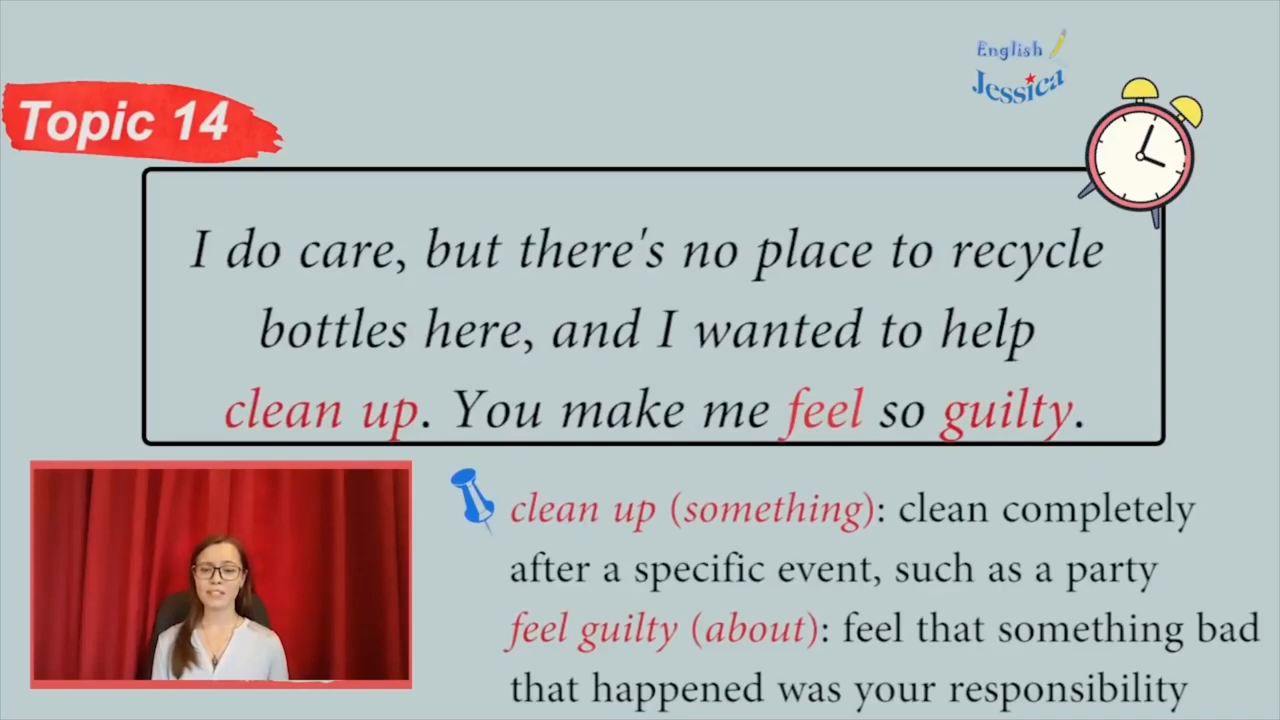 English
Jessica
Topic 14
I do care, but there's no place to recycle
bottles here, and I wanted to help
clean up. You make me feel so guilty.
clean up (something): clean completely
after a specific event, such as a party
feel guilty (about): feel that something bad
that happened was your responsibility